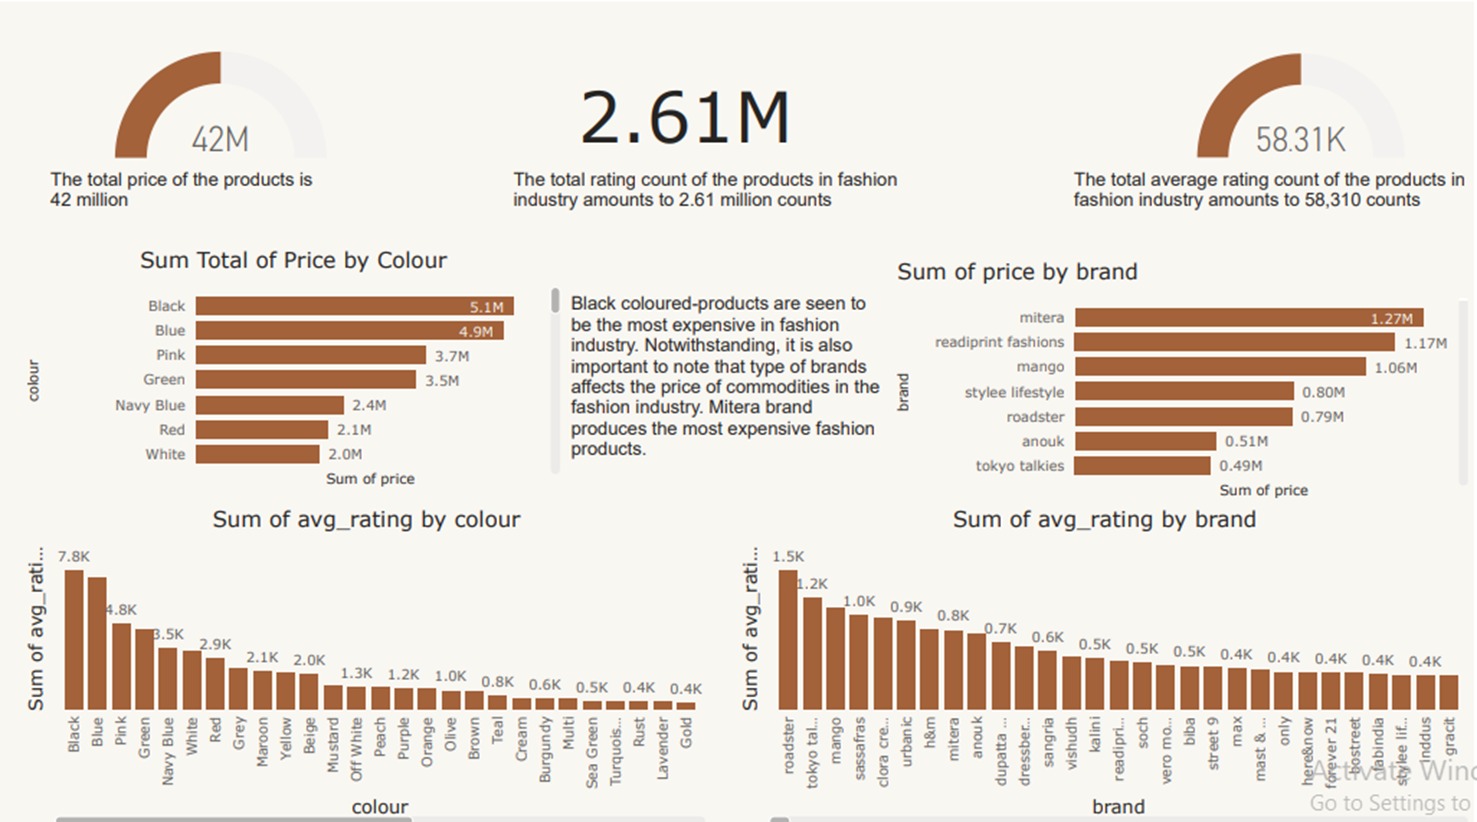 42M
The total price of the products is
42 million
2.61M
The total rating count of the products in fashion
industry amounts to 2.61 million counts
58.31K
The total average rating count of the products in
fashion industry amounts to 58,310 counts
Sum Total of Price by Colour
colour
Black 5.1M
Blue 4.9M
Pink 3.7M
Green 3.5M
Navy Blue 2.4M
Red 2.1M
White 2.0M
Sum of price
Black coloured-products are seen to
be the most expensive in fashion
industry. Notwithstanding, it is also
important to note that type of brands
affects the price of commodities in the
fashion industry. Mitera brand
produces the most expensive fashion
products.
Sum of price by brand
brand
mitera 1.27M
readiprint fashions 1.17M
mango 1.06M
stylee lifestyle 0.80M
roadster 0.79M
anouk 0.51M
tokyo talkies 0.49M
Sum of price
Sum of avg_rating by colour
Sum of avg_rati...
7.8K
4.8K
3.5K
2.9K
2.1K
2.0K
1.3K
1.2K
1.0K
0.8K
0.6K
0.5K
0.4K
0.4K
Black
Blue
Pink
Green
Navy Blue
White
Red
Grey
Maroon
Yellow
Beige
Mustard
Off White
Peach
Purple
Orange
Olive
Brown
Teal
Cream
Burgundy
Multi
Sea Green
Turquois...
Rust
Lavender
Gold
colour
Sum of avg_rating by brand
Sum of avg_rati...
1.5K
1.2K
1.0K
0.9K
0.8K
0.7K
0.6K
0.5K
0.5K
0.5K
0.4K
0.4K
0.4K
0.4K
0.4K
roadster
tokyo tal...
mango
sassafras
clora cre...
urbanic
h&m
mitera
anouk
dupatta ...
dressber...
sangria
vishudh
kalini
readipri...
soch
vero mo...
biba
street 9
max
mast & ...
only
here&now
forever 21
bostreet
fabindia
stylee lif...
inddus
gracit
brand
Activate Wind
Go to Settings to